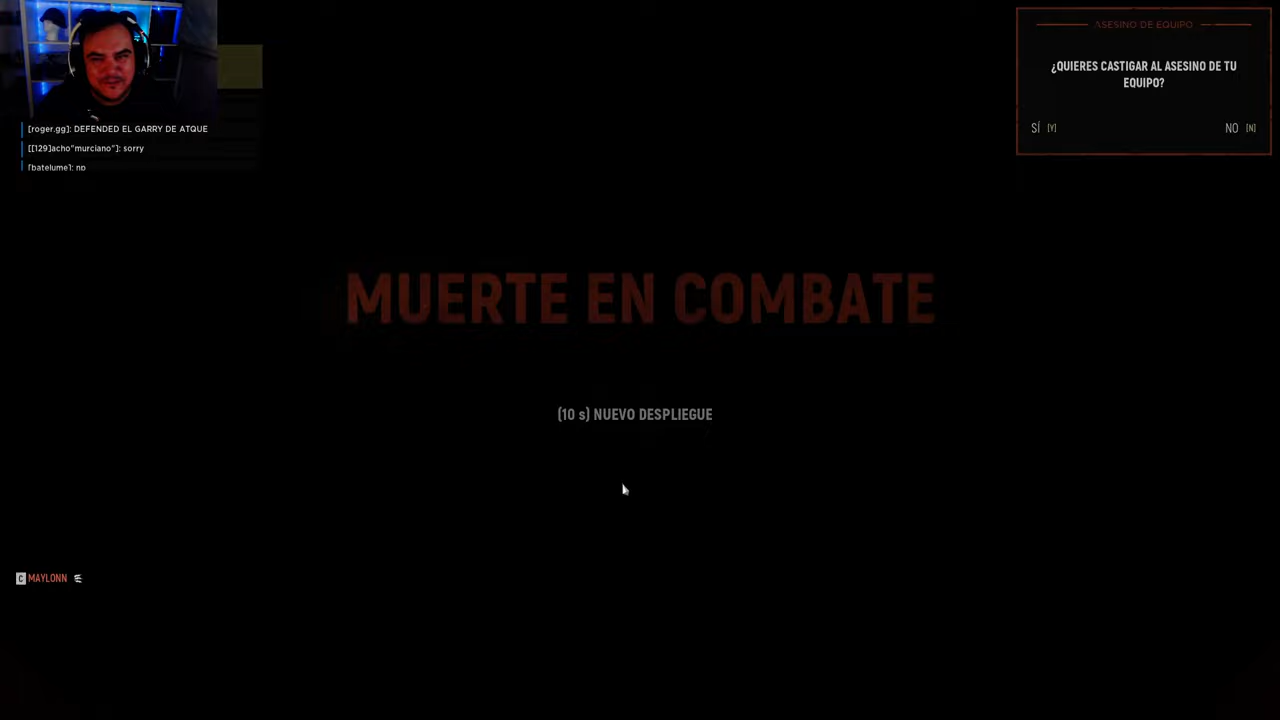 ASESINO DE EQUIPO
¿QUIERES CASTIGAR AL ASESINO DE TU
EQUIPO?
SÍ [Y]
NO [N]
[roger.gg]: DEFENDED EL GARRY DE ATQUE
[[129]acho"murciano"]: sorry
[batelume]: np
MUERTE EN COMBATE
(10 s) NUEVO DESPLIEGUE
C MAYLONN